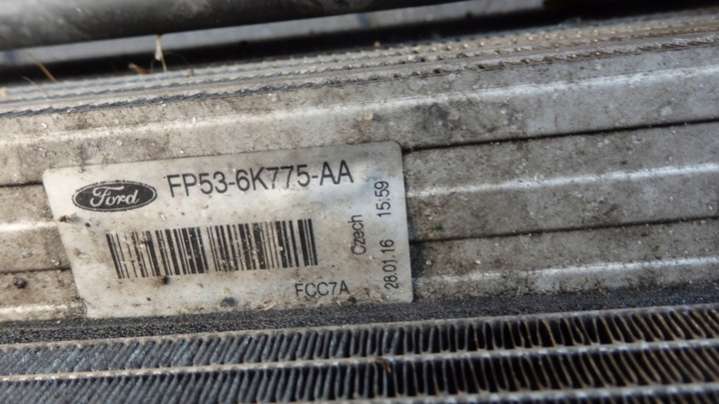 Ford FP53-6K775-AA
FCC7A
Czech
28.01.16 15:59